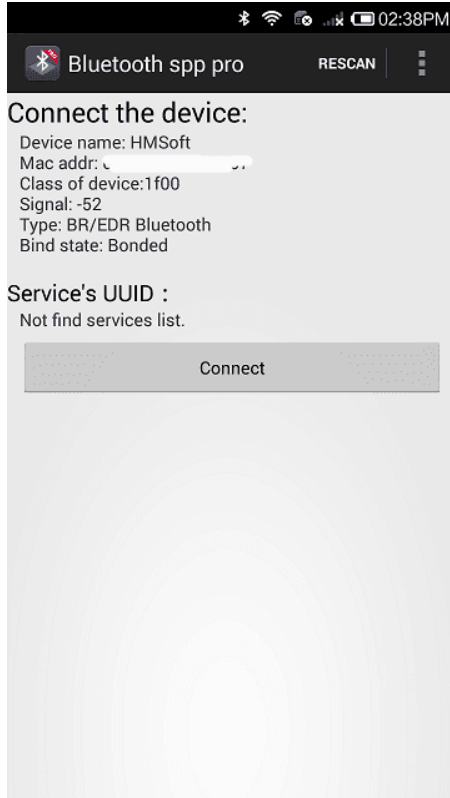 02:38PM
Bluetooth spp pro RESCAN
Connect the device:
Device name: HMSoft
Mac addr:
Class of device:1f00
Signal: -52
Type: BR/EDR Bluetooth
Bind state: Bonded
Service's UUID :
Not find services list.
Connect